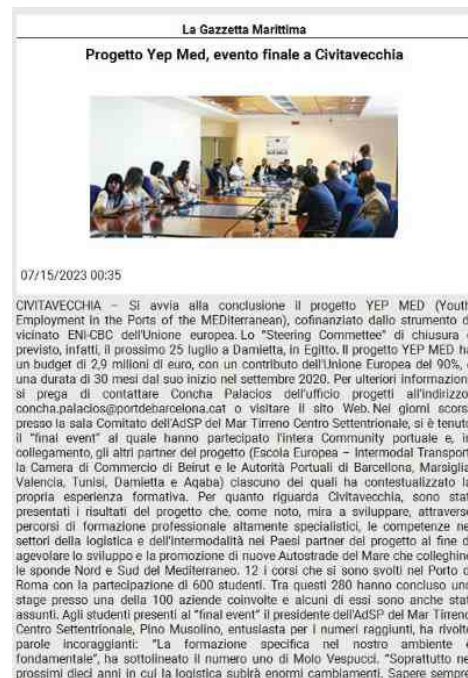 La Gazzetta Marittima
Progetto Yep Med, evento finale a Civitavecchia
07/15/2023 00:35
CIVITAVECCHIA – Si avvia alla conclusione il progetto YEP MED (Youth
Employment in the Ports of the MEDiterranean), cofinanziato dallo strumento d
vicinato ENI-CBC dell'Unione europea. Lo "Steering Commettee" di chiusura
previsto, infatti, il prossimo 25 luglio a Damietta, in Egitto. Il progetto YEP MED h
un budget di 2,9 milioni di euro, con un contributo dell'Unione Europea del 90%,
una durata di 30 mesi dal suo inizio nel settembre 2020. Per ulteriori informazion
si prega di contattare Concha Palacios dell'ufficio progetti all'indirizzo
concha.palacios@portdebarcelona.cat o visitare il sito Web. Nei giorni scors
presso la sala Comitato dell'AdSP del Mar Tirreno Centro Settentrionale, si è tenut
il "final event" al quale hanno partecipato l'intera Community portuale e, i
collegamento, gli altri partner del progetto (Escola Europea – Intermodal Transport
la Camera di Commercio di Beirut e le Autorità Portuali di Barcellona, Marsiglia
Valencia, Tunisi, Damietta e Aqaba) ciascuno dei quali ha contestualizzato la
propria esperienza formativa. Per quanto riguarda Civitavecchia, sono stat
presentati i risultati del progetto che, come noto, mira a sviluppare, attraverso
percorsi di formazione professionale altamente specialistici, le competenze ne
settori della logistica e dell'intermodalità nei Paesi partner del progetto al fine d
agevolare lo sviluppo e la promozione di nuove Autostrade del Mare che colleghin
le sponde Nord e Sud del Mediterraneo. 12 i corsi che si sono svolti nel Porto d
Roma con la partecipazione di 600 studenti. Tra questi 280 hanno concluso uno
stage presso una della 100 aziende coinvolte e alcuni di essi sono anche stat
assunti. Agli studenti presenti al "final event" il presidente dell'AdSP del Mar Tirreno
Centro Settentrionale, Pino Musolino, entusiasta per i numeri raggiunti, ha rivolto
parole incoraggianti: "La formazione specifica nel nostro ambiente
fondamentale", ha sottolineato il numero uno di Molo Vespucci. "Soprattutto ne
prossimi dieci anni in cui la logistica subirà enormi cambiamenti. Sapere sempre